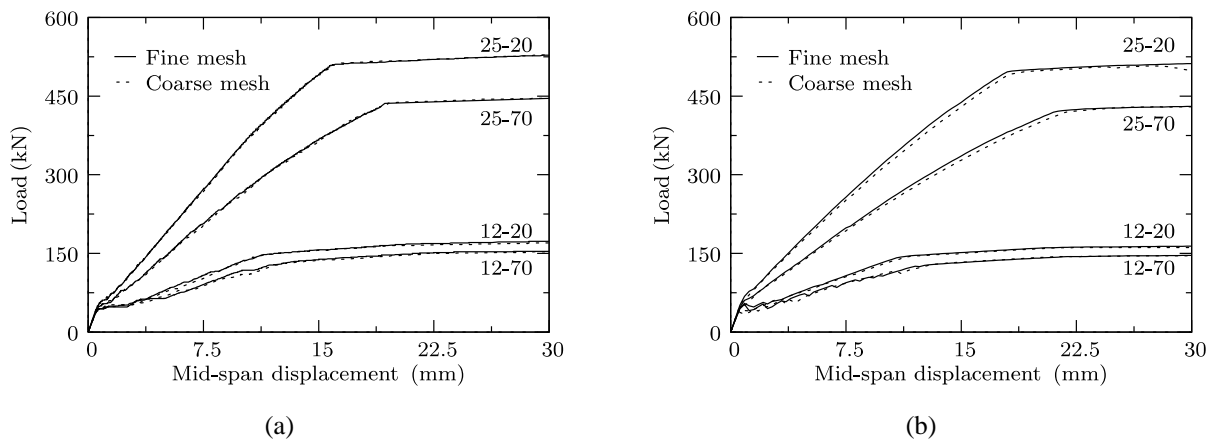 600
450
300
150
0
Load (kN)
Fine mesh
Coarse mesh
25-20
25-70
12-20
12-70
0 7.5 15 22.5 30
Mid-span displacement (mm)
(a)
600
450
300
150
0
Load (kN)
Fine mesh
Coarse mesh
25-20
25-70
12-20
12-70
0 7.5 15 22.5 30
Mid-span displacement (mm)
(b)